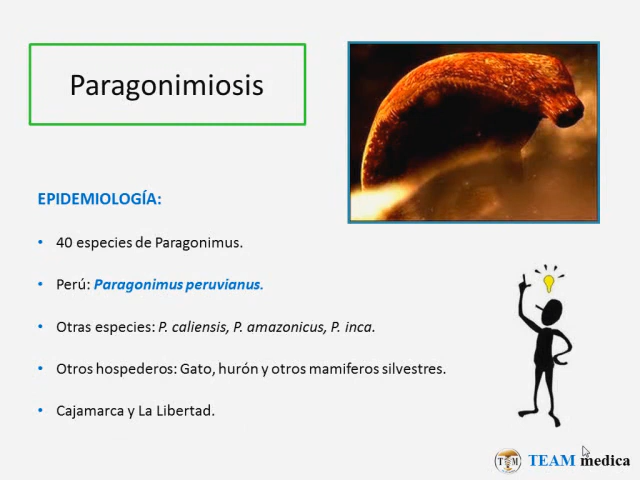 Paragonimiosis
EPIDEMIOLOGÍA:
• 40 especies de Paragonimus.
• Perú: Paragonimus peruvianus.
• Otras especies: P. caliensis, P. amazonicus, P. inca.
• Otros hospederos: Gato, hurón y otros mamiferos silvestres.
• Cajamarca y La Libertad.
TEAM medica